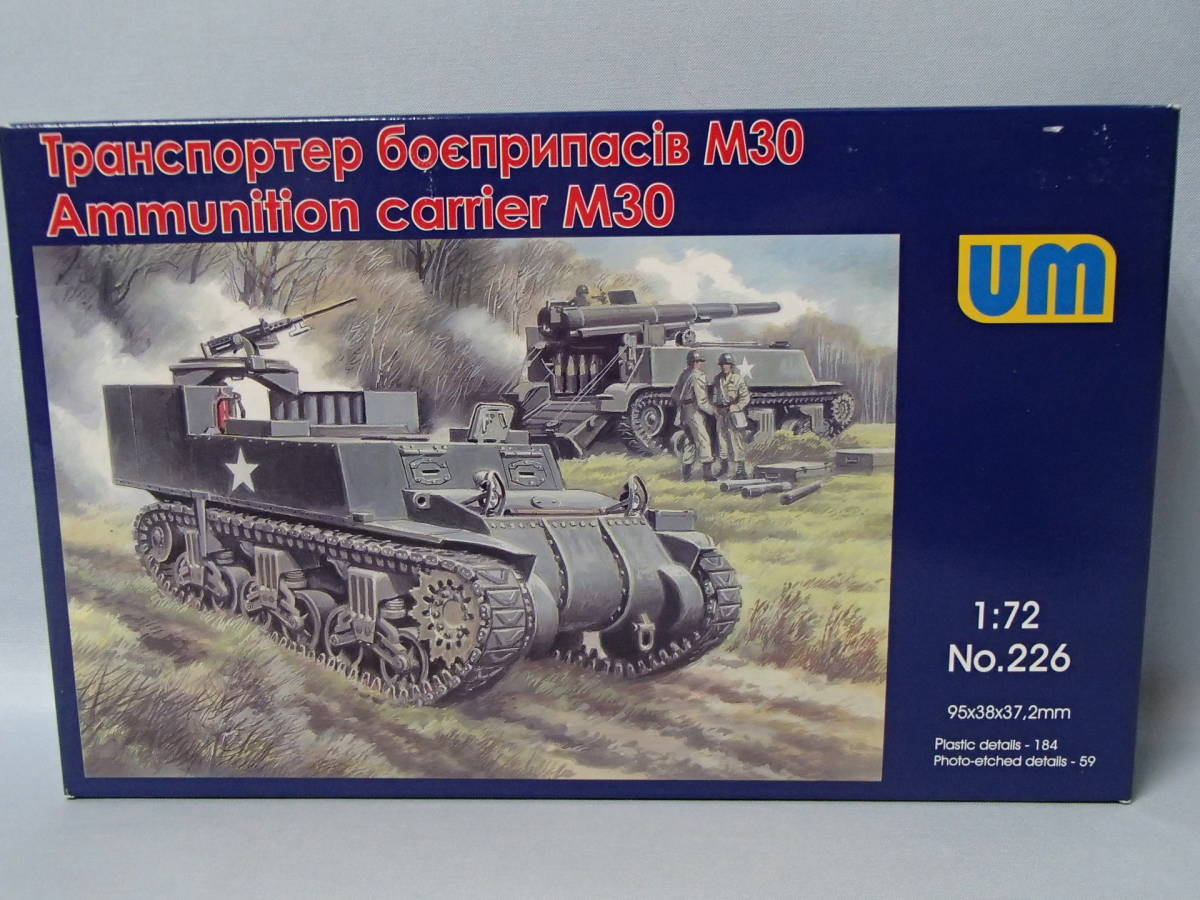 Транспортер боєприпасів М30
Ammunition carrier M30
um
1:72
No.226
95x38x37,2mm
Plastic details - 184
Photo-etched details - 59